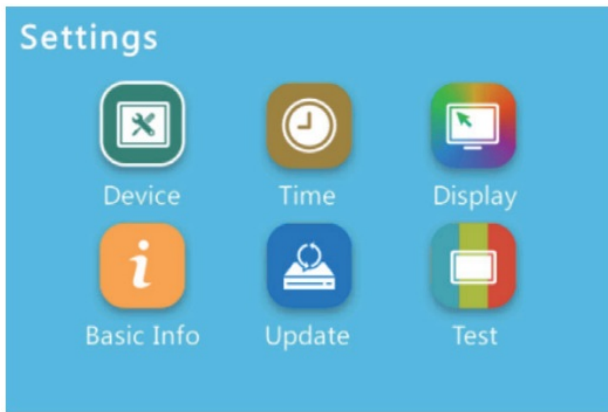 Settings
Device
Time
Display
Basic Info
Update
Test